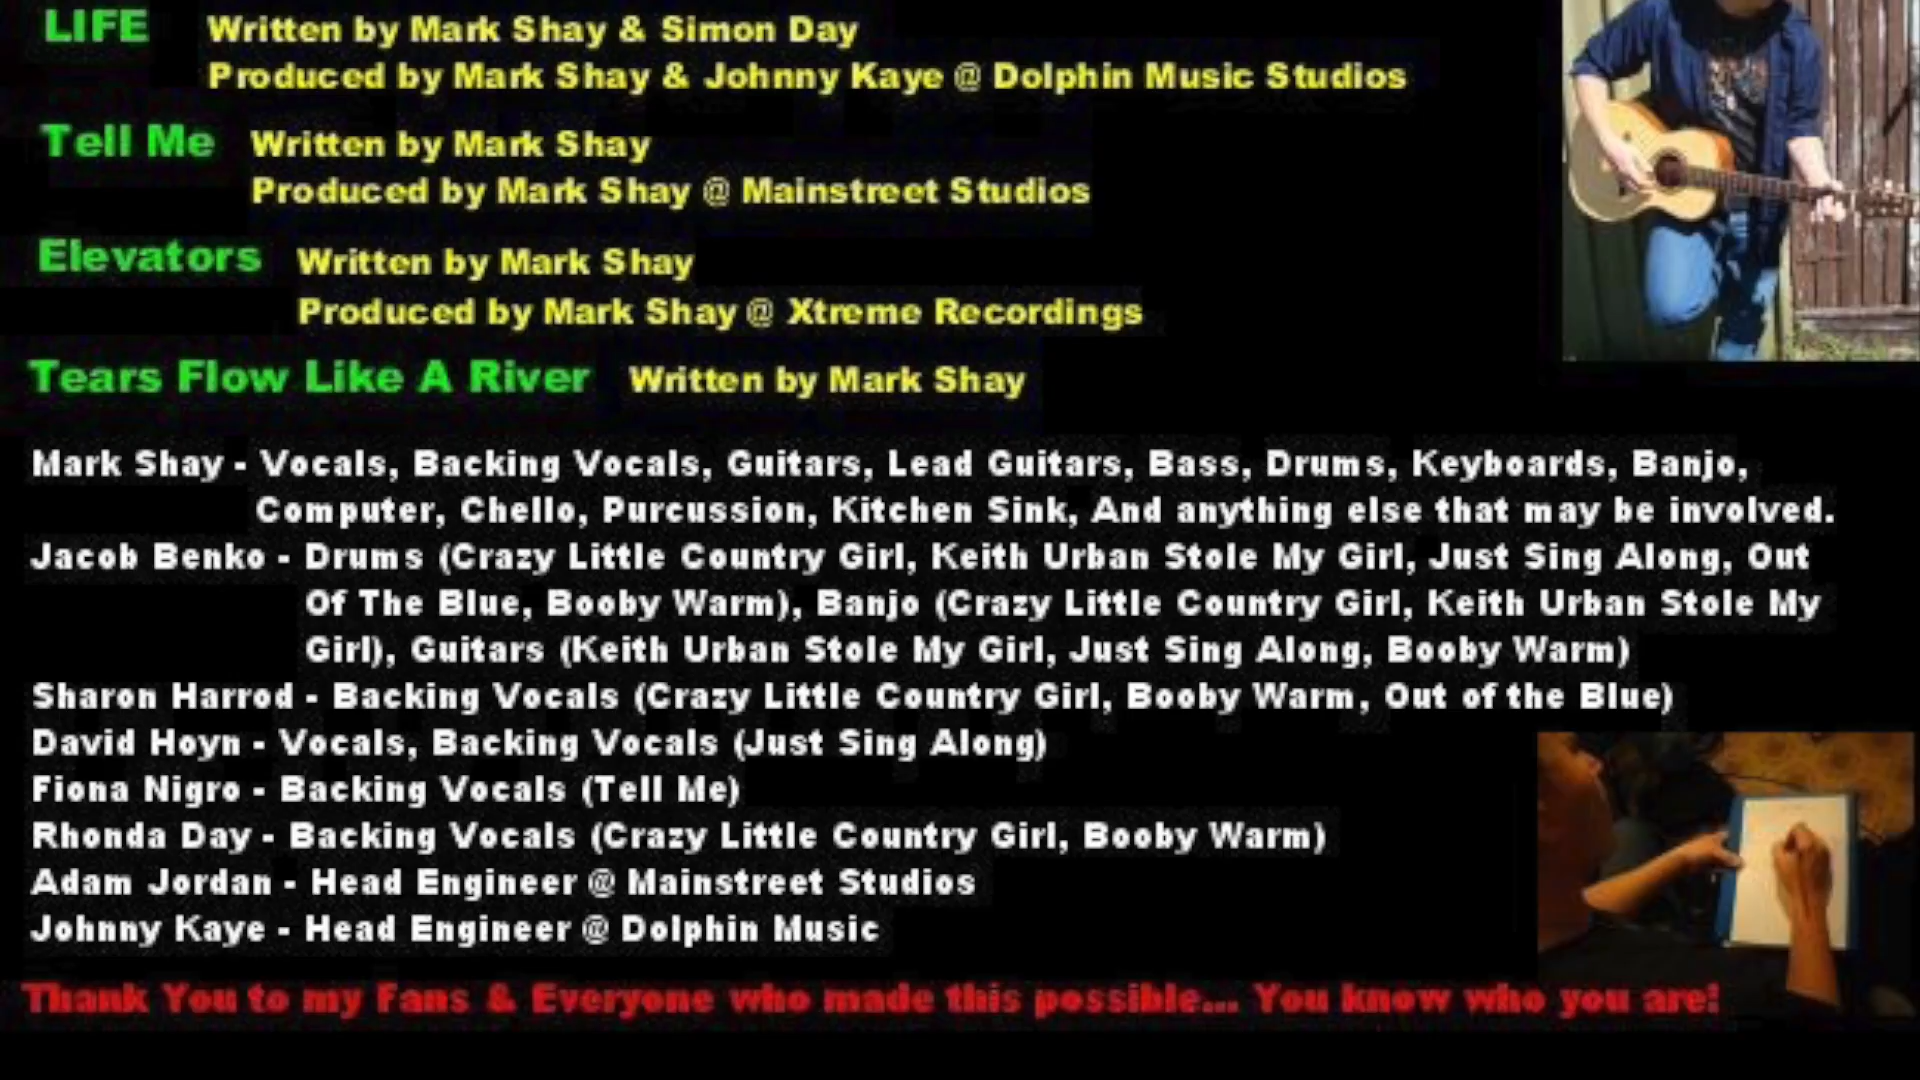 LIFE Written by Mark Shay & Simon Day
Produced by Mark Shay & Johnny Kaye @ Dolphin Music Studios
Tell Me Written by Mark Shay
Produced by Mark Shay @ Mainstreet Studios
Elevators Written by Mark Shay
Produced by Mark Shay @ Xtreme Recordings
Tears Flow Like A River Written by Mark Shay
Mark Shay - Vocals, Backing Vocals, Guitars, Lead Guitars, Bass, Drums, Keyboards, Banjo,
Computer, Chello, Purcussion, Kitchen Sink, And anything else that may be involved.
Jacob Benko - Drums (Crazy Little Country Girl, Keith Urban Stole My Girl, Just Sing Along, Out
Of The Blue, Booby Warm), Banjo (Crazy Little Country Girl, Keith Urban Stole My
Girl), Guitars (Keith Urban Stole My Girl, Just Sing Along, Booby Warm)
Sharon Harrod - Backing Vocals (Crazy Little Country Girl, Booby Warm, Out of the Blue)
David Hoyn - Vocals, Backing Vocals (Just Sing Along)
Fiona Nigro - Backing Vocals (Tell Me)
Rhonda Day - Backing Vocals (Crazy Little Country Girl, Booby Warm)
Adam Jordan - Head Engineer @ Mainstreet Studios
Johnny Kaye - Head Engineer @ Dolphin Music
Thank You to my Fans & Everyone who made this possible... You know who you are!